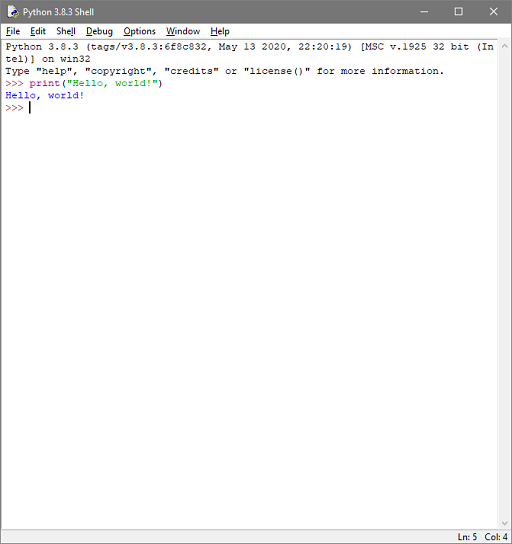 Python 3.8.3 Shell
File Edit Shell Debug Options Window Help
Python 3.8.3 (tags/v3.8.3:6f8c832, May 13 2020, 22:20:19) [MSC v.1925 32 bit (In
tel)] on win32
Type "help", "copyright", "credits" or "license()" for more information.
>>> print("Hello, world!")
Hello, world!
>>>
Ln: 5 Col: 4